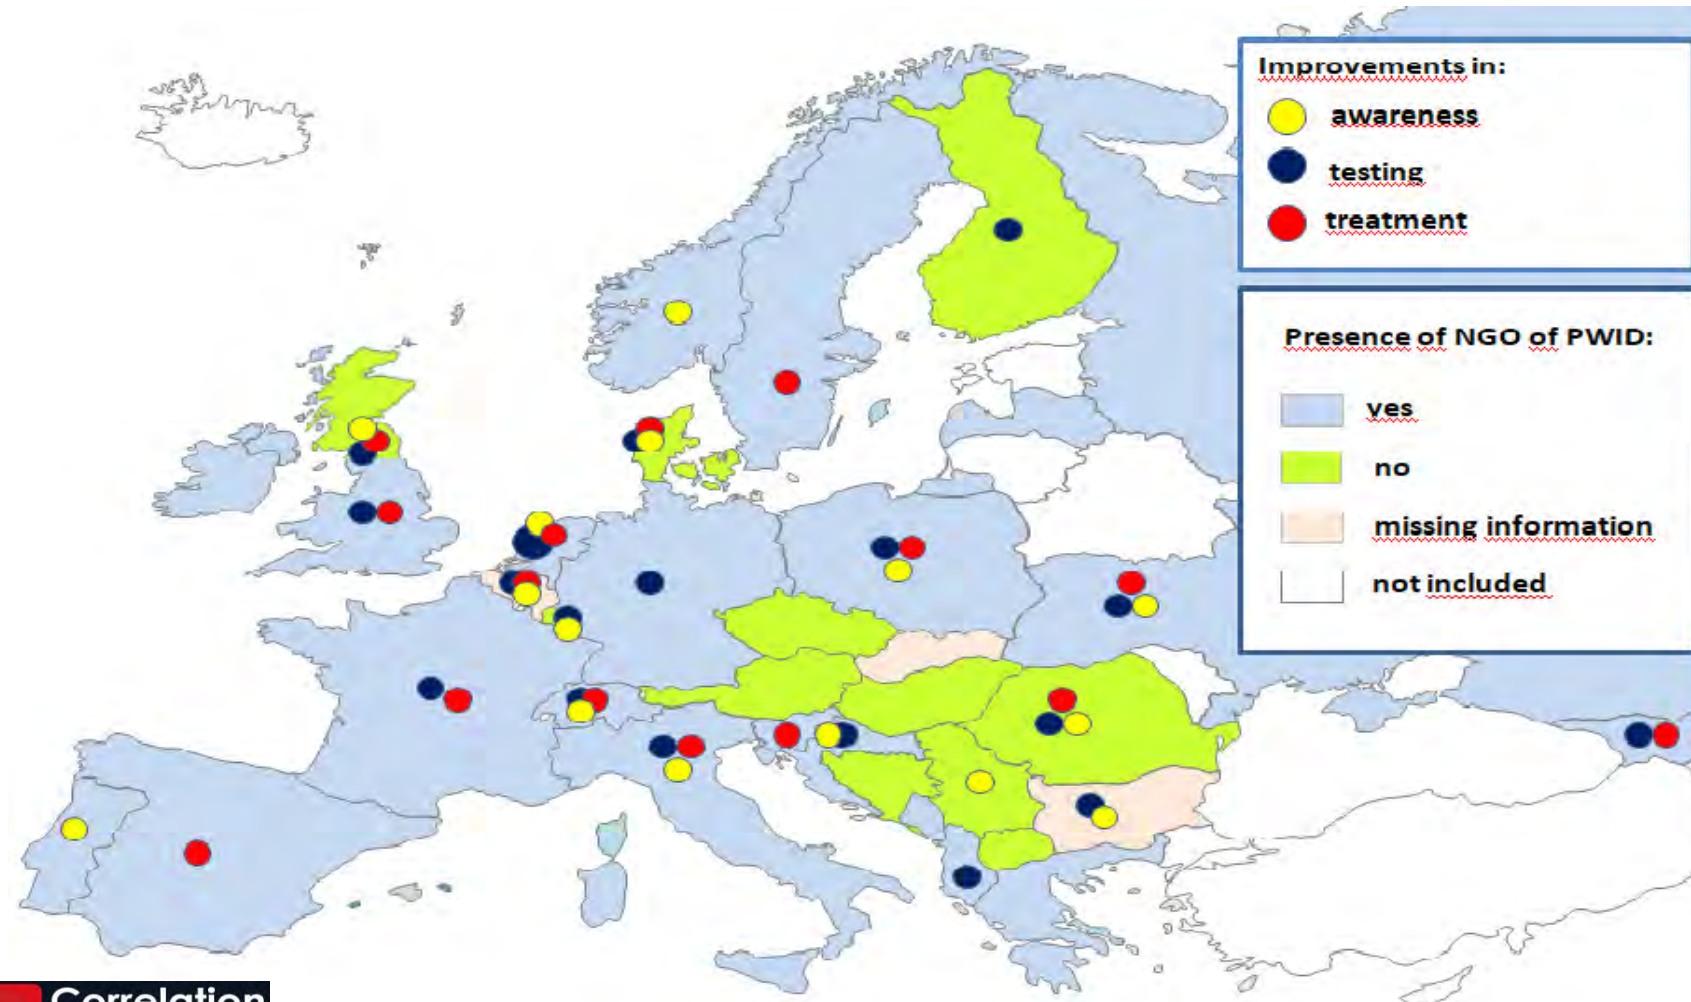 Improvements in:
awareness
testing
treatment
Presence of NGO of PWID:
yes
no
missing information
not included
Correlation